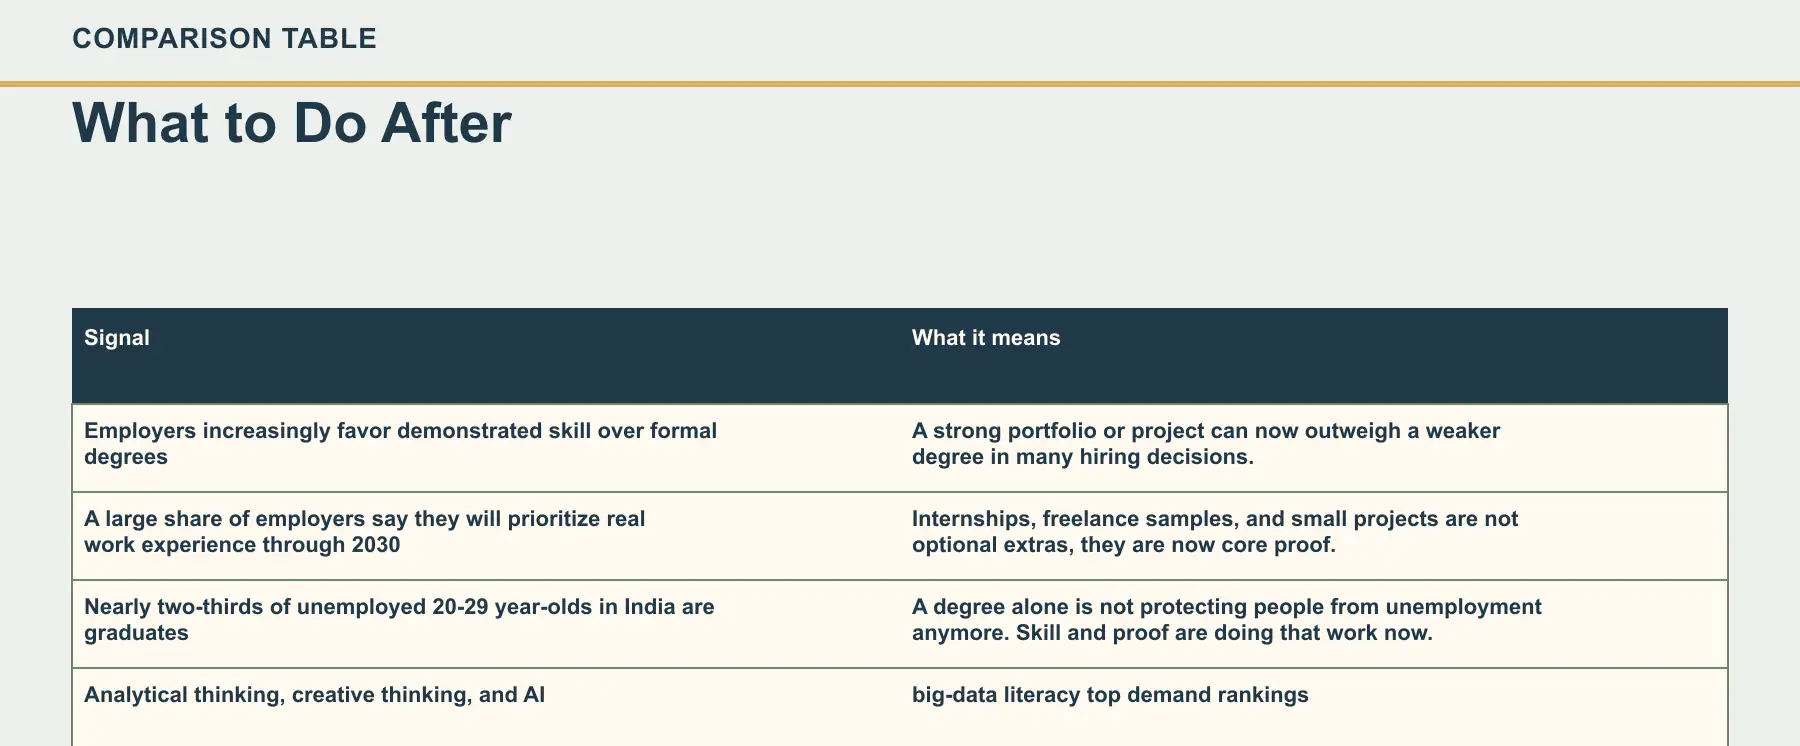 COMPARISON TABLE
What to Do After
Signal
What it means
Employers increasingly favor demonstrated skill over formal
degrees
A strong portfolio or project can now outweigh a weaker
degree in many hiring decisions.
A large share of employers say they will prioritize real
work experience through 2030
Internships, freelance samples, and small projects are not
optional extras, they are now core proof.
Nearly two-thirds of unemployed 20-29 year-olds in India are
graduates
A degree alone is not protecting people from unemployment
anymore. Skill and proof are doing that work now.
Analytical thinking, creative thinking, and AI
big-data literacy top demand rankings